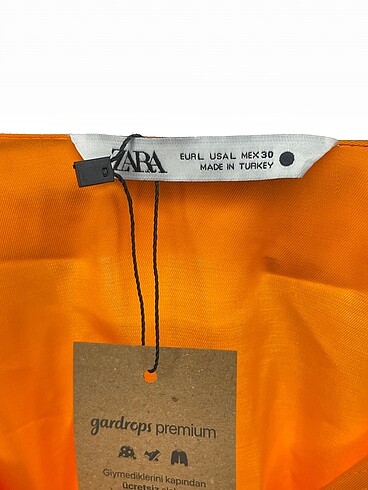 ZARA
EUR L USA L MEX 30
MADE IN TURKEY
gardrops premium
Giymediklerini kapından
ücretsiz